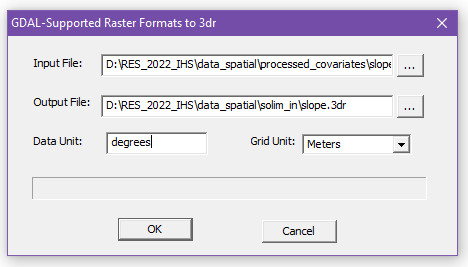 GDAL-Supported Raster Formats to 3dr
Input File: D:\RES_2022_IHS\data_spatial\processed_covariates\slope ...
Output File: D:\RES_2022_IHS\data_spatial\solim_in\slope.3dr ...
Data Unit: degrees Grid Unit: Meters
OK Cancel